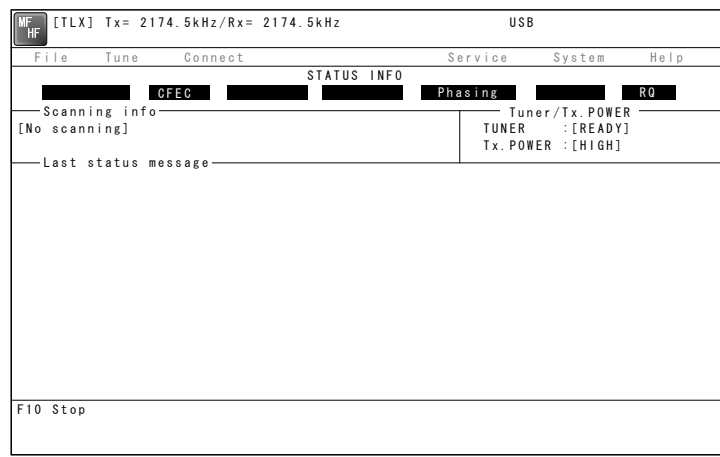 MF
HF
[TLX] Tx= 2174.5kHz/Rx= 2174.5kHz USB
File Tune Connect Service System Help
STATUS INFO
CFEC Phasing RQ
Scanning info Tuner/Tx.POWER
[No scanning] TUNER :[READY]
Tx.POWER :[HIGH]
Last status message
F10 Stop